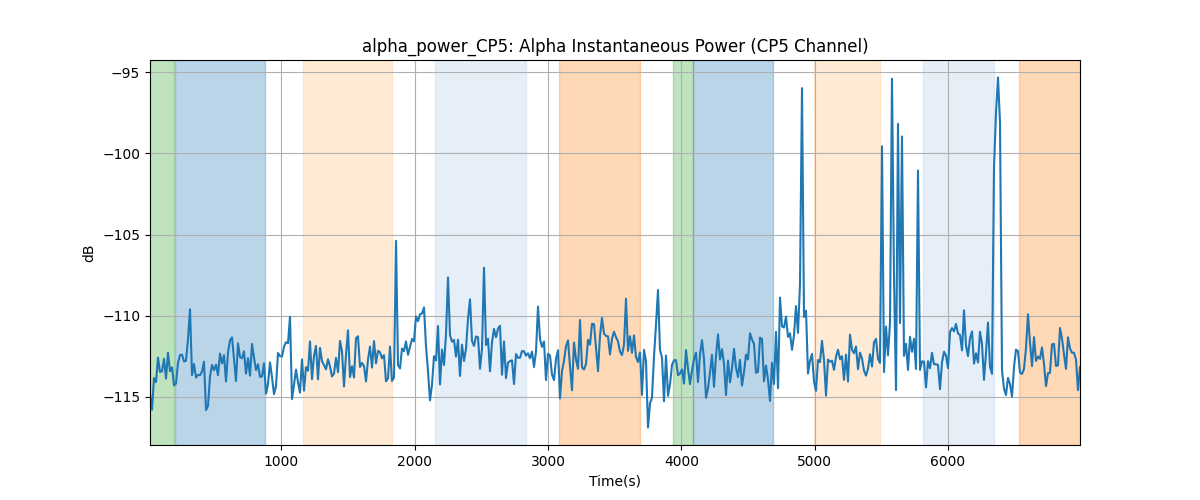 alpha_power_CP5: Alpha Instantaneous Power (CP5 Channel)
−95
−100
−105
−110
−115
dB
1000 2000 3000 4000 5000 6000
Time(s)